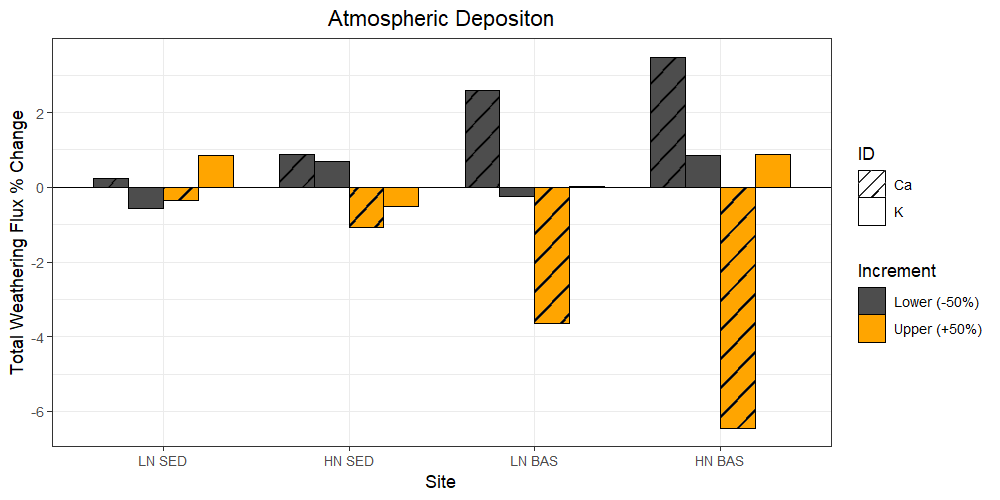 Atmospheric Depositon
Total Weathering Flux % Change
2
0
-2
-4
-6
LN SED
HN SED
LN BAS
HN BAS
Site
ID
Ca
K
Increment
Lower (-50%)
Upper (+50%)